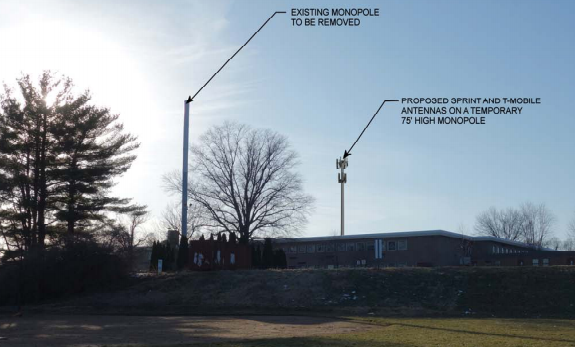 EXISTING MONOPOLE
TO BE REMOVED
PROPOSED SPRINT AND T-MOBILE
ANTENNAS ON A TEMPORARY
75' HIGH MONOPOLE